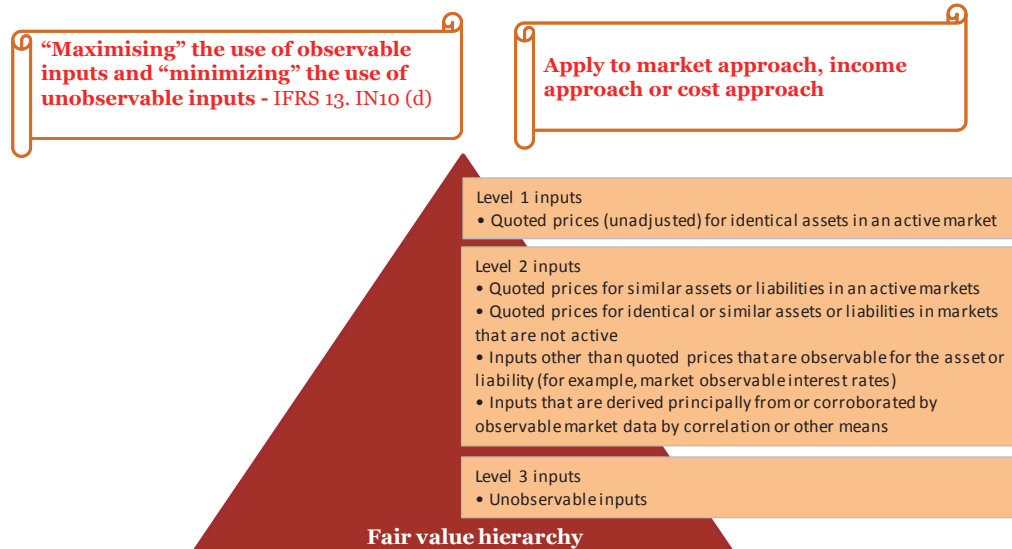 “Maximising” the use of observable
inputs and “minimizing” the use of
unobservable inputs - IFRS 13. IN10 (d)
Apply to market approach, income
approach or cost approach
Level 1 inputs
• Quoted prices (unadjusted) for identical assets in an active market
Level 2 inputs
• Quoted prices for similar assets or liabilities in an active markets
• Quoted prices for identical or similar assets or liabilities in markets
that are not active
• Inputs other than quoted prices that are observable for the asset or
liability (for example, market observable interest rates)
• Inputs that are derived principally from or corroborated by
observable market data by correlation or other means
Level 3 inputs
• Unobservable inputs
Fair value hierarchy